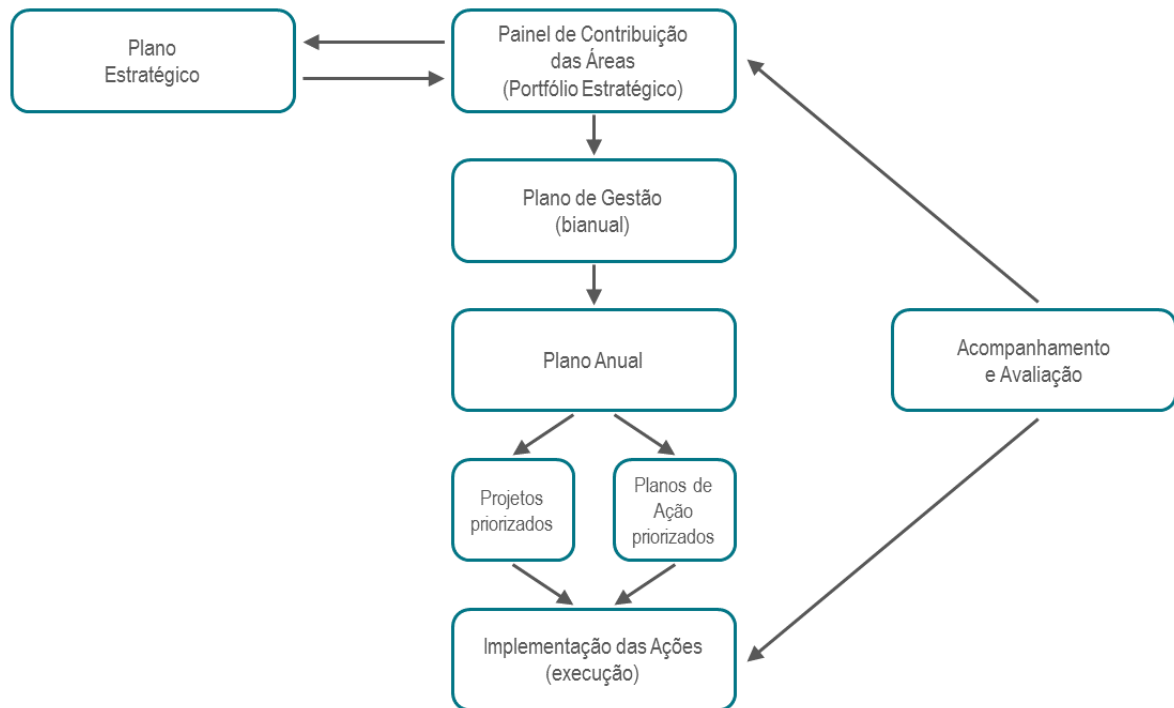 Plano
Estratégico
Painel de Contribuição
das Áreas
(Portfólio Estratégico)
Plano de Gestão
(bianual)
Plano Anual
Acompanhamento
e Avaliação
Projetos
priorizados
Planos de
Ação
priorizados
Implementação das Ações
(execução)